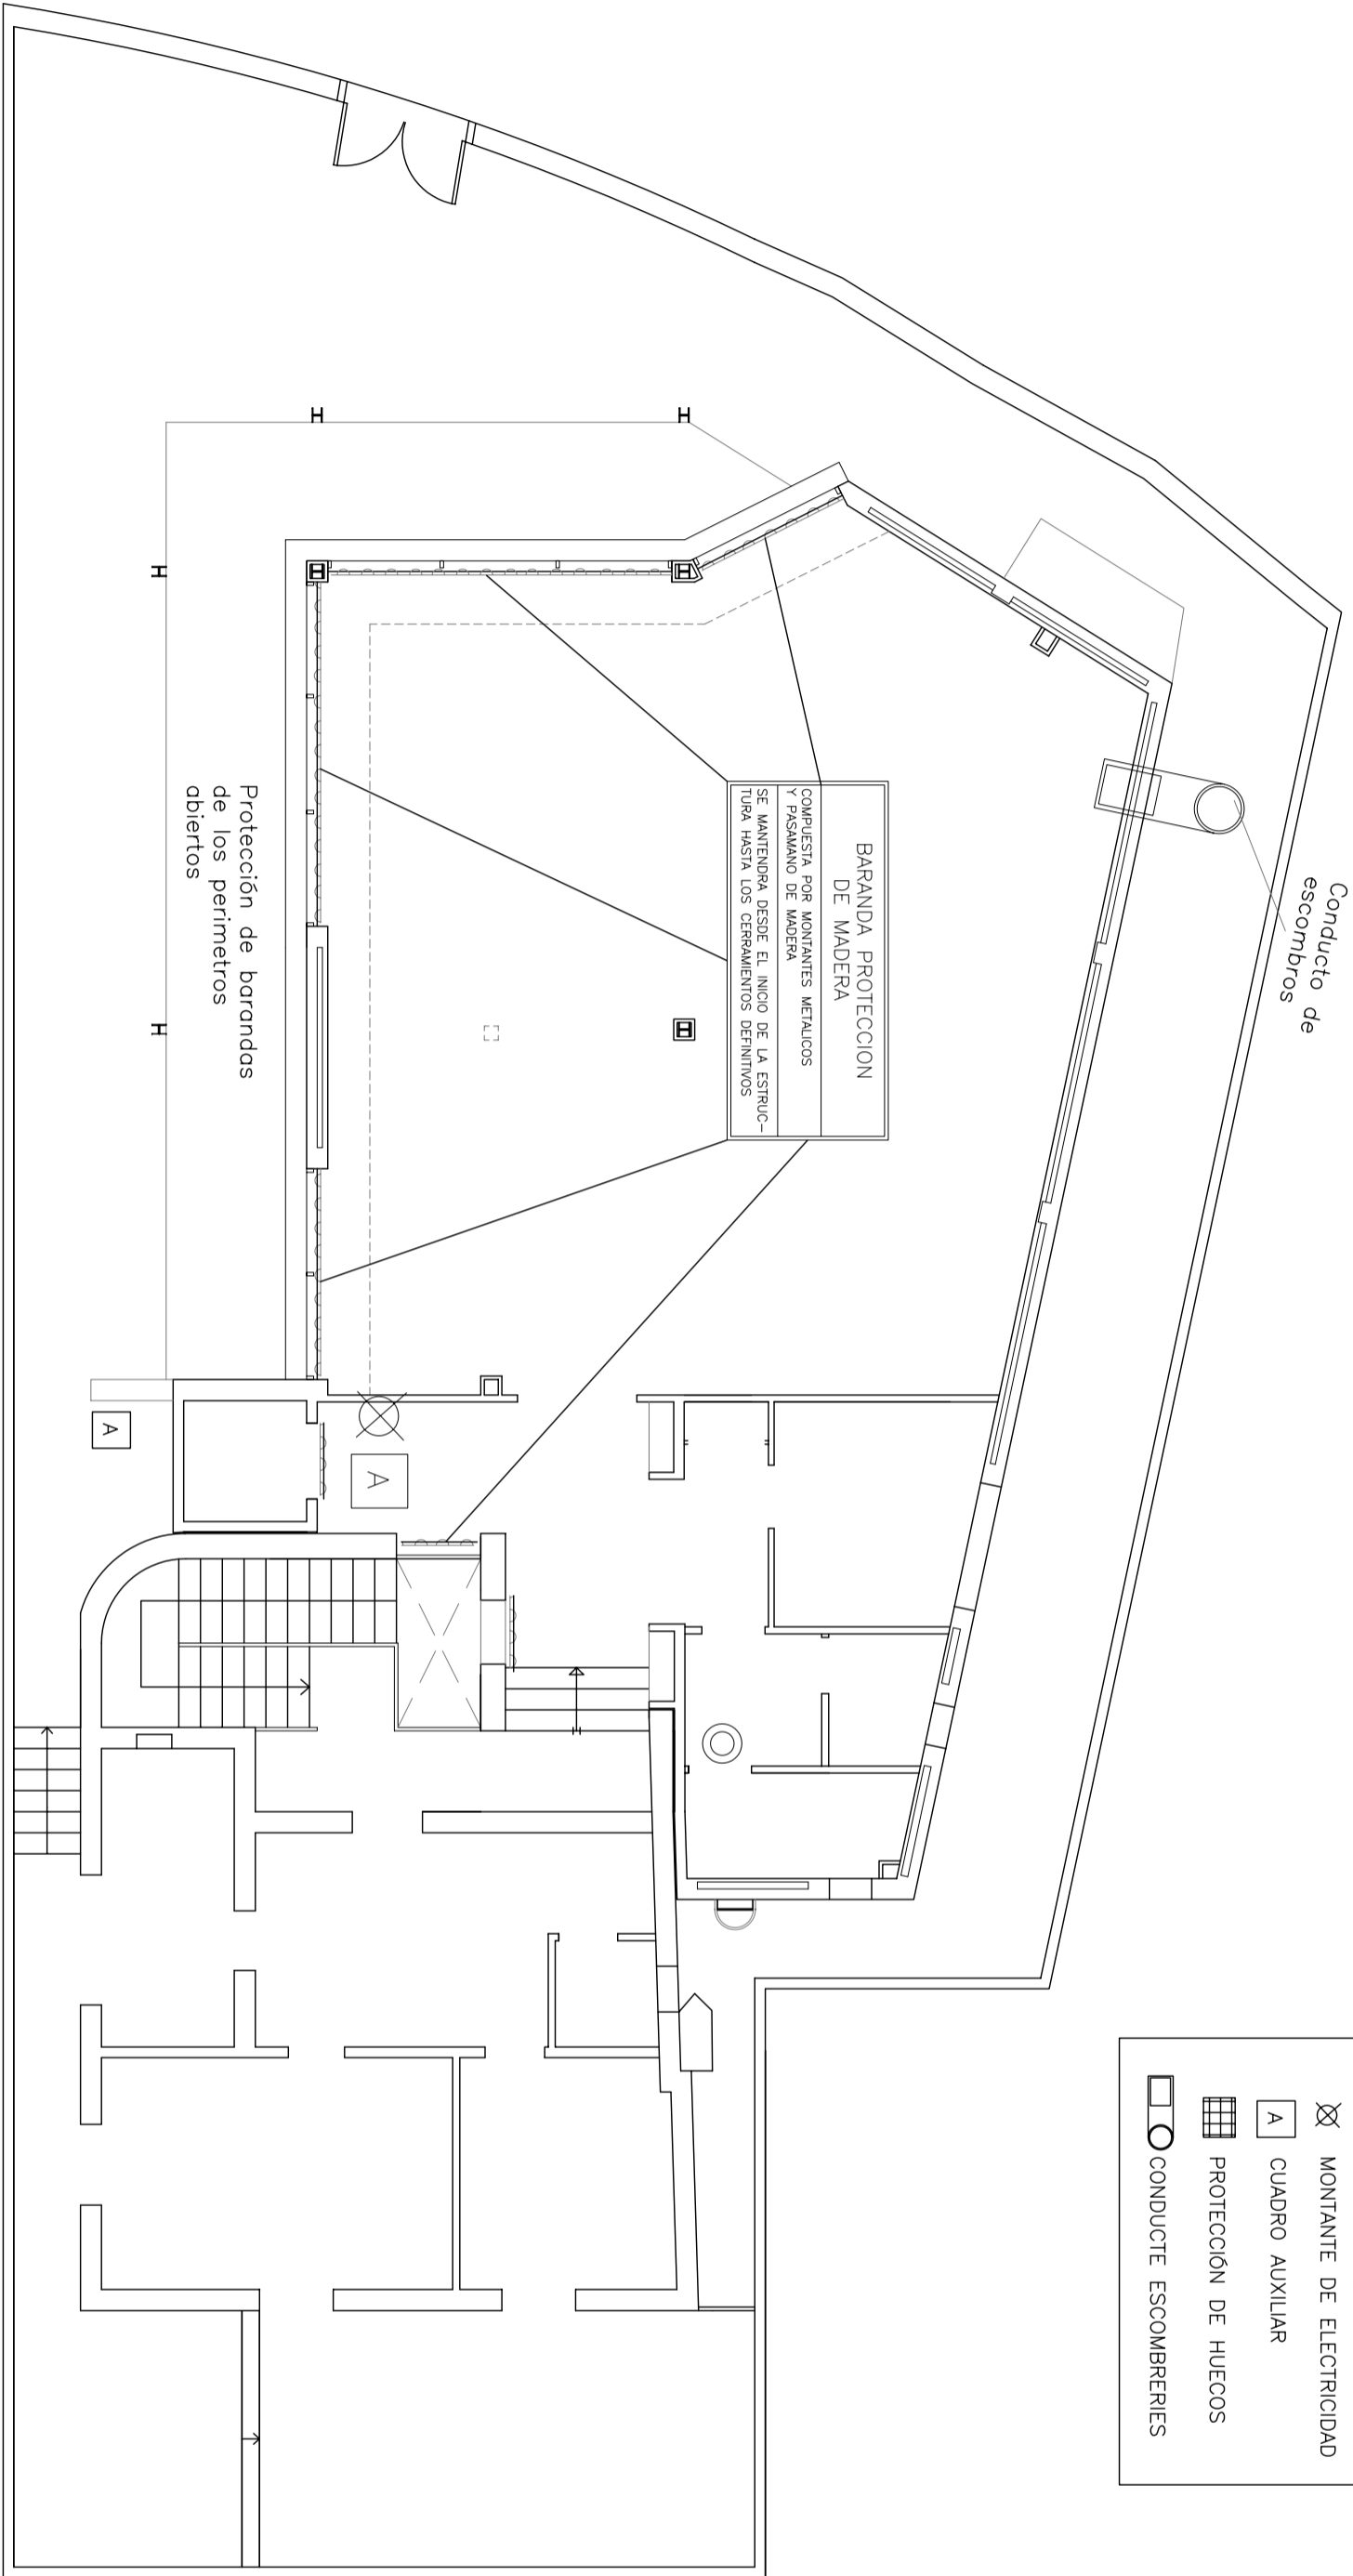 Conducto de
escombros
BARANDA PROTECCION
DE MADERA
COMPUESTA POR MONTANTES METALICOS
Y PASAMANO DE MADERA
SE MANTENDRA DESDE EL INICIO DE LA ESTRUC-
TURA HASTA LOS CERRAMIENTOS DEFINITIVOS
Protección de barandas
de los perimetros
abiertos
A
A
MONTANTE DE ELECTRICIDAD
A CUADRO AUXILIAR
PROTECCIÓN DE HUECOS
CONDUCTE ESCOMBRERIES